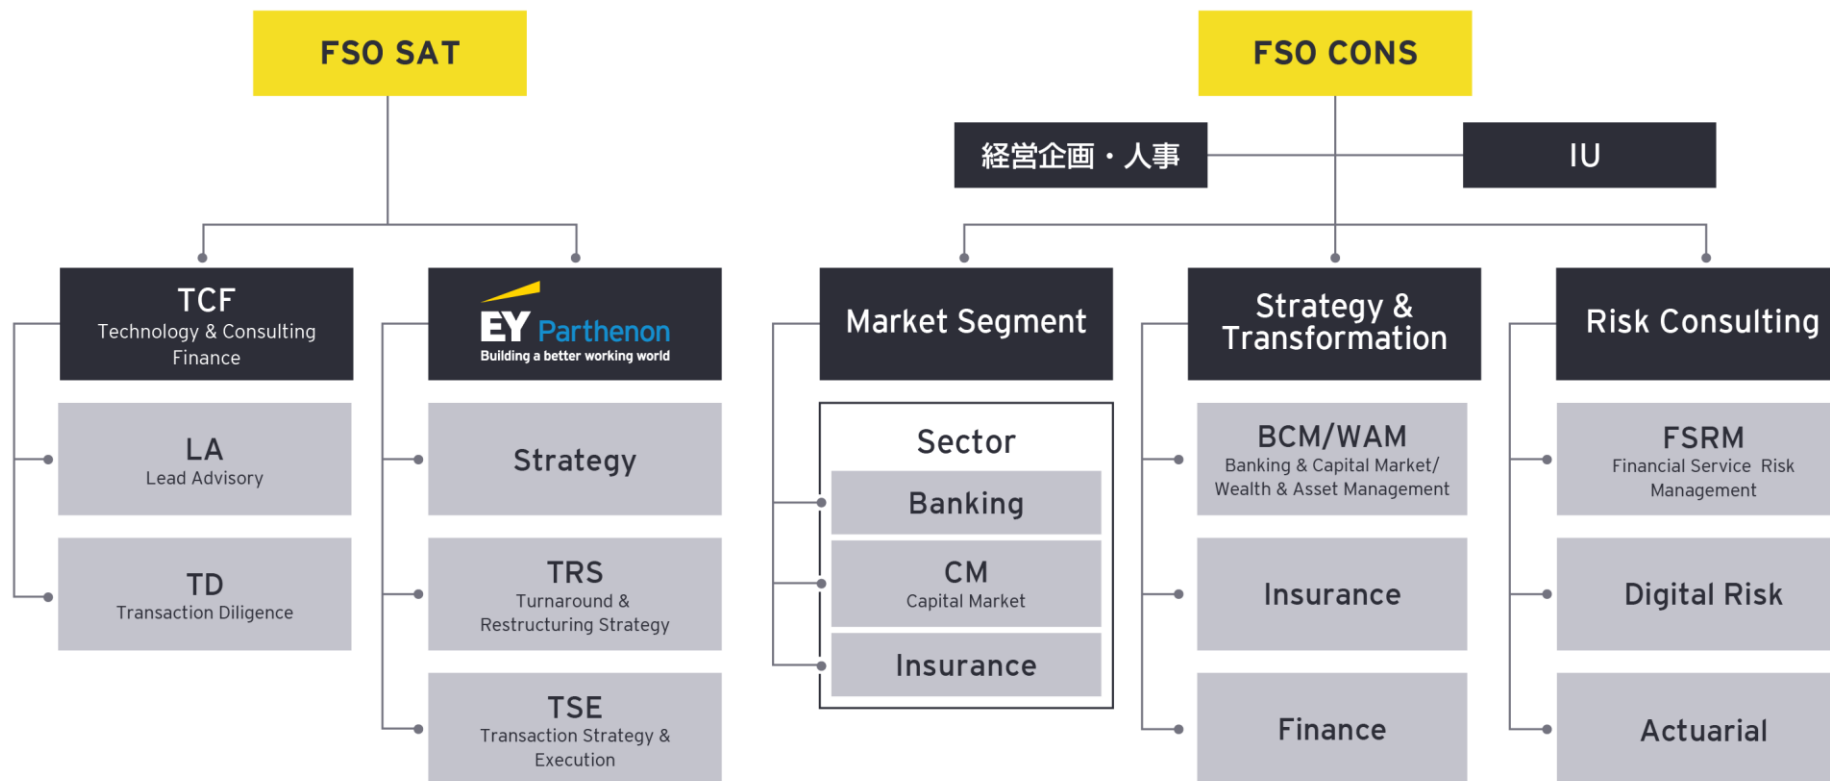 FSO SAT
TCF
Technology & Consulting
Finance
LA
Lead Advisory
TD
Transaction Diligence
EY Parthenon
Building a better working world
Strategy
TRS
Turnaround &
Restructuring Strategy
TSE
Transaction Strategy &
Execution
FSO CONS
経営企画・人事
IU
Market Segment
Sector
Banking
CM
Capital Market
Insurance
Strategy &
Transformation
BCM/WAM
Banking & Capital Market/
Wealth & Asset Management
Insurance
Finance
Risk Consulting
FSRM
Financial Service Risk
Management
Digital Risk
Actuarial